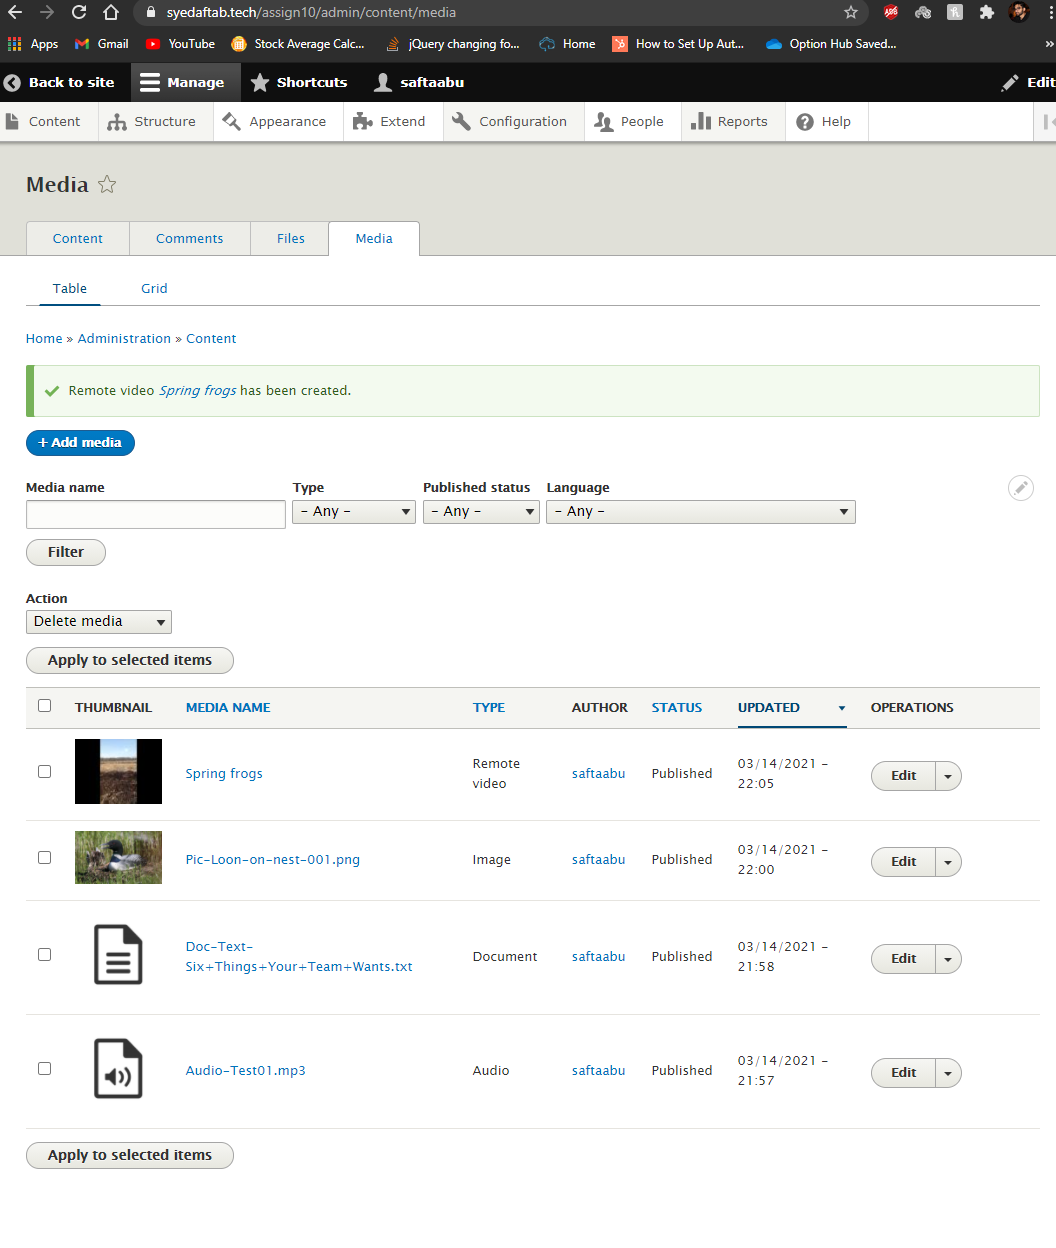 syedaftab.tech/assign10/admin/content/media
Apps Gmail YouTube Stock Average Calc... jQuery changing fo... Home How to Set Up Aut... Option Hub Saved... »
Back to site Manage Shortcuts saftaabu Edit
Content Structure Appearance Extend Configuration People Reports Help
Media
Content Comments Files Media
Table Grid
Home » Administration » Content
Remote video Spring frogs has been created.
+ Add media
Media name Type Published status Language
- Any - - Any - - Any -
Filter
Action
Delete media
Apply to selected items
THUMBNAIL MEDIA NAME TYPE AUTHOR STATUS UPDATED OPERATIONS
Spring frogs Remote video saftaabu Published 03/14/2021 - 22:05 Edit
Pic-Loon-on-nest-001.png Image saftaabu Published 03/14/2021 - 22:00 Edit
Doc-Text-Six+Things+Your+Team+Wants.txt Document saftaabu Published 03/14/2021 - 21:58 Edit
Audio-Test01.mp3 Audio saftaabu Published 03/14/2021 - 21:57 Edit
Apply to selected items